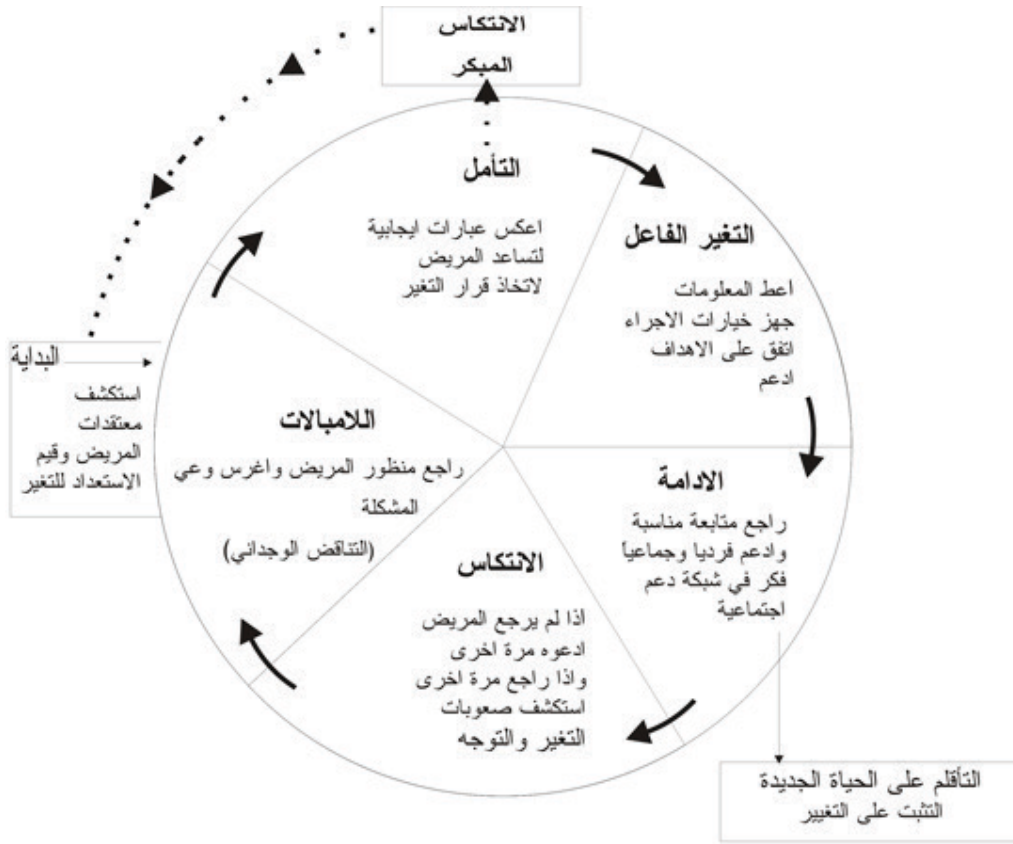 الانتكاس
المبكر
التأمل
اعكس عبارات ايجابية
لتساعد المريض
لاتخاذ قرار التغير
التغير الفاعل
اعط المعلومات
جهز خيارات الاجراء
اتفق على الاهداف
ادعم
البداية
استكشف
معتقدات
المريض وقيم
الاستعداد للتغير
اللامبالات
راجع منظور المريض واغرس وعي
المشكلة
(التناقض الوجداني)
الادامة
راجع متابعة مناسبة
وادعم فرديا وجماعياً
فكر في شبكة دعم
اجتماعية
الانتكاس
اذا لم يرجع المريض
ادعوه مرة اخرى
واذا راجع مرة اخرى
استكشف صعوبات
التغير والتوجه
التأقلم على الحياة الجديدة
التثبت على التغيير